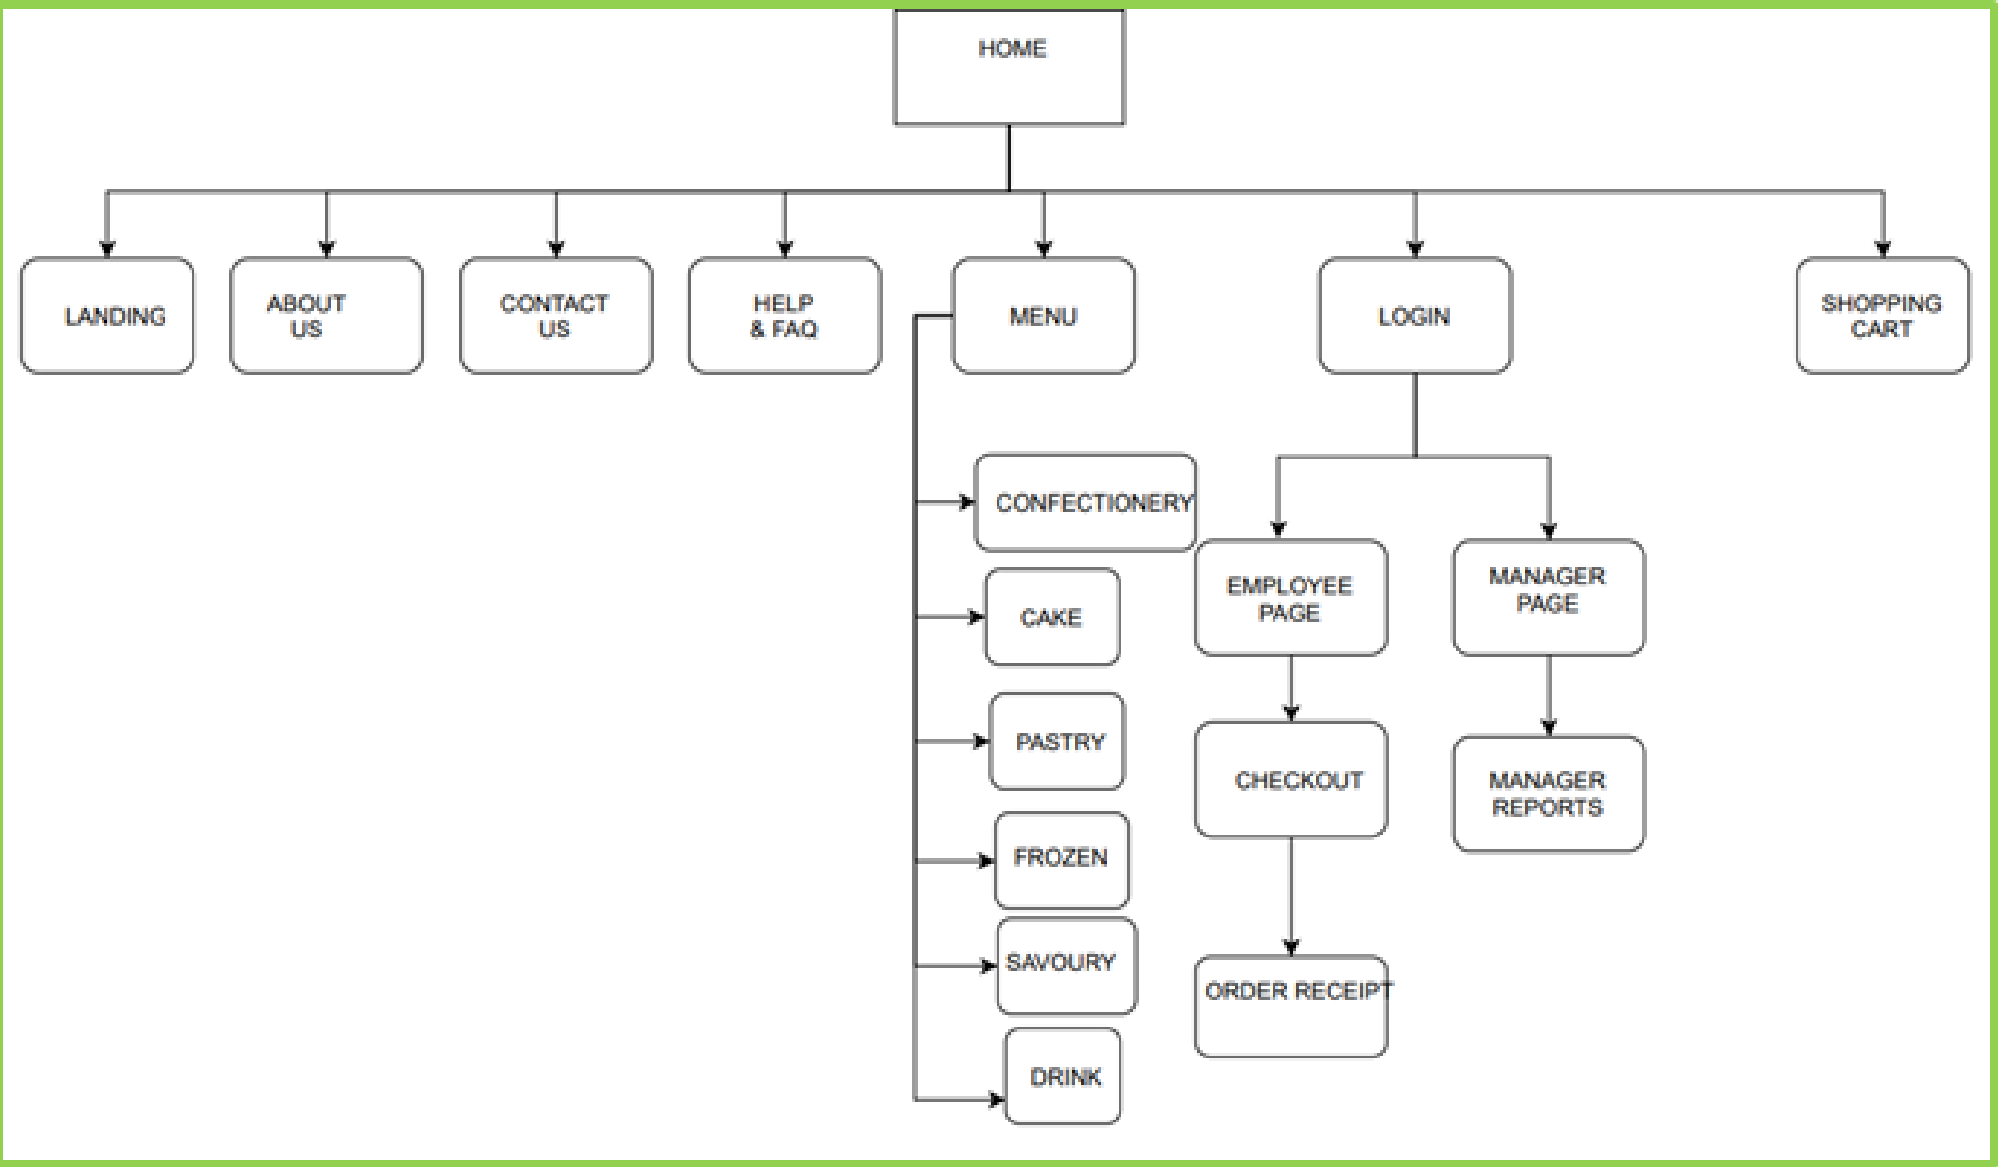 HOME
LANDING
ABOUT
US
CONTACT
US
HELP
& FAQ
MENU
LOGIN
SHOPPING
CART
CONFECTIONERY
CAKE
PASTRY
FROZEN
SAVOURY
DRINK
EMPLOYEE
PAGE
CHECKOUT
ORDER RECEIPT
MANAGER
PAGE
MANAGER
REPORTS